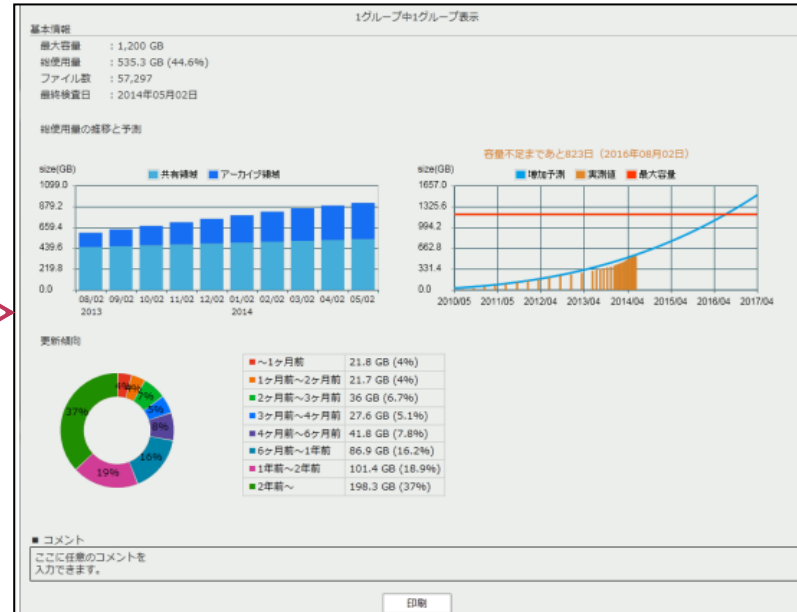 1グループ中1グループ表示
基本情報
最大容量 : 1,200 GB
総使用量 : 535.3 GB (44.6%)
ファイル数 : 57,297
最終検査日 : 2014年05月02日
総使用量の推移と予測
size(GB)
共有領域 アーカイブ領域
1099.0
879.2
659.4
439.6
219.8
0.0
08/02 09/02 10/02 11/02 12/02 01/02 02/02 03/02 04/02 05/02
2013 2014
容量不足まであと823日（2016年08月02日）
size(GB)
増加予測 実測値 最大容量
1657.0
1325.6
994.2
662.8
331.4
0.0
2010/05 2011/05 2012/04 2013/04 2014/04 2015/04 2016/04 2017/04
更新傾向
4%
4%
7%
5%
8%
16%
19%
37%
～1ヶ月前 21.8 GB (4%)
1ヶ月前～2ヶ月前 21.7 GB (4%)
2ヶ月前～3ヶ月前 36 GB (6.7%)
3ヶ月前～4ヶ月前 27.6 GB (5.1%)
4ヶ月前～6ヶ月前 41.8 GB (7.8%)
6ヶ月前～1年前 86.9 GB (16.2%)
1年前～2年前 101.4 GB (18.9%)
2年前～ 198.3 GB (37%)
■ コメント
ここに任意のコメントを
入力できます。
印刷